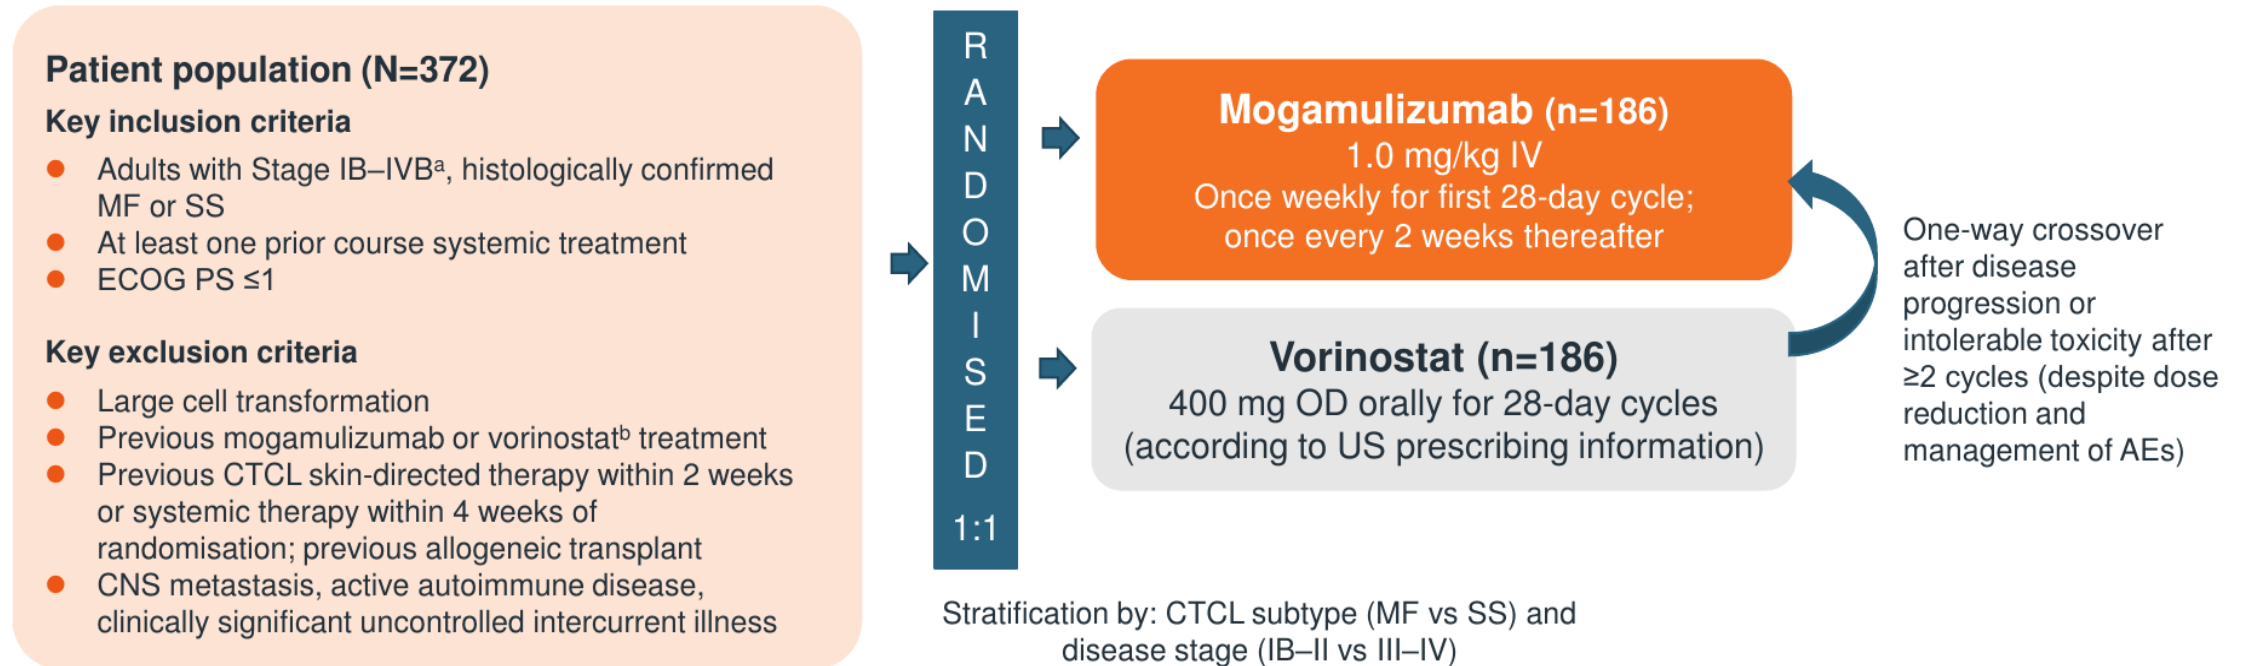 Patient population (N=372)
Key inclusion criteria
● Adults with Stage IB–IVBᵃ, histologically confirmed
MF or SS
● At least one prior course systemic treatment
● ECOG PS ≤1
Key exclusion criteria
● Large cell transformation
● Previous mogamulizumab or vorinostatᵇ treatment
● Previous CTCL skin-directed therapy within 2 weeks
or systemic therapy within 4 weeks of
randomisation; previous allogeneic transplant
● CNS metastasis, active autoimmune disease,
clinically significant uncontrolled intercurrent illness
RANDOMISED
1:1
Mogamulizumab (n=186)
1.0 mg/kg IV
Once weekly for first 28-day cycle;
once every 2 weeks thereafter
Vorinostat (n=186)
400 mg OD orally for 28-day cycles
(according to US prescribing information)
One-way crossover
after disease
progression or
intolerable toxicity after
≥2 cycles (despite dose
reduction and
management of AEs)
Stratification by: CTCL subtype (MF vs SS) and
disease stage (IB–II vs III–IV)